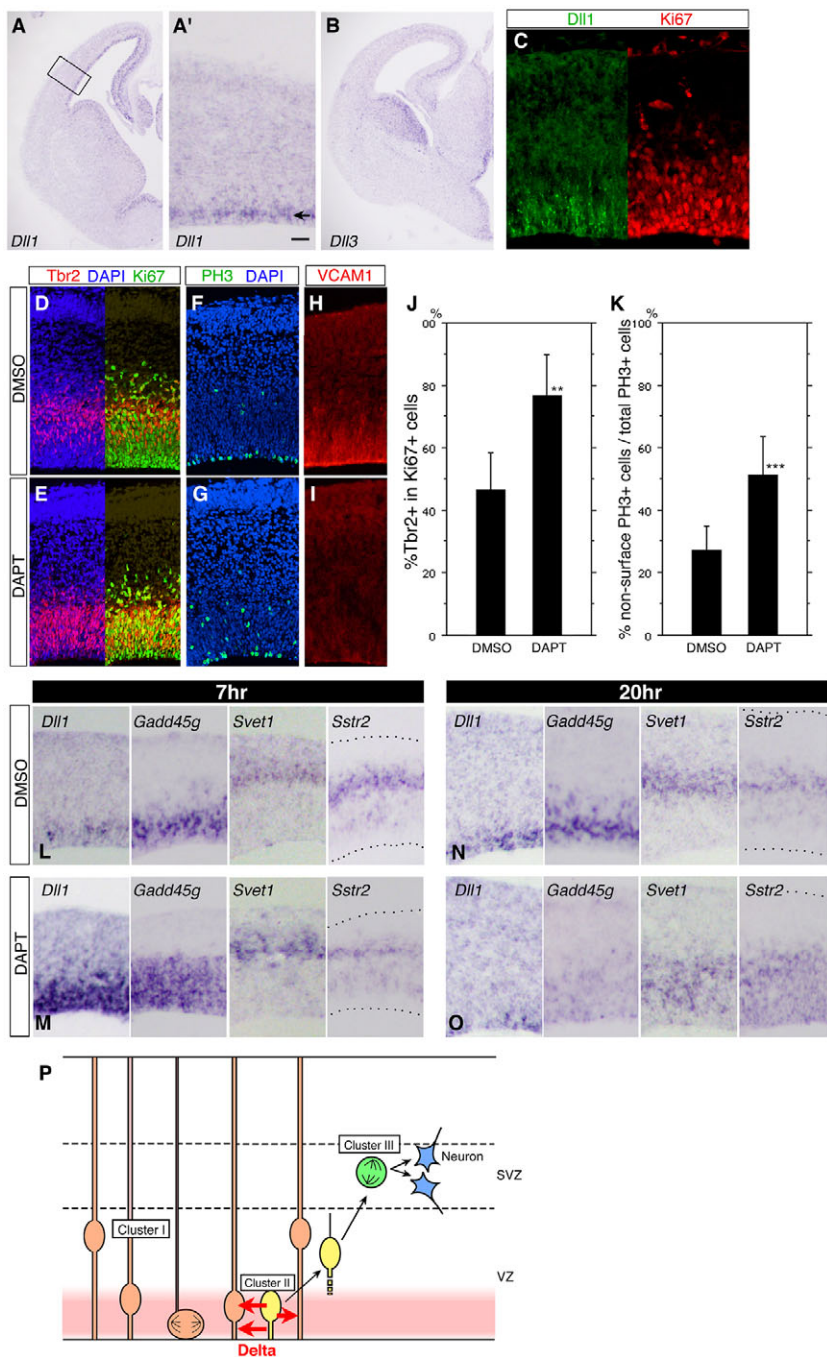 A A' B C
Dll1 Ki67
Dll1 Dll1 Dll3
Tbr2 DAPI Ki67 PH3 DAPI VCAM1
D F H
DMSO
E G I
DAPT
J
%
00
80
60
40
20
0
%Tbr2+ in Ki67+ cells
**
DMSO DAPT
K
%
100
80
60
40
20
0
% non-surface PH3+ cells / total PH3+ cells
***
DMSO DAPT
7hr
DMSO
Dll1 Gadd45g Svet1 Sstr2
L
DAPT
Dll1 Gadd45g Svet1 Sstr2
M
20hr
Dll1 Gadd45g Svet1 Sstr2
N
Dll1 Gadd45g Svet1 Sstr2
O
P
Cluster III
Neuron
SVZ
Cluster I
Cluster II
VZ
Delta